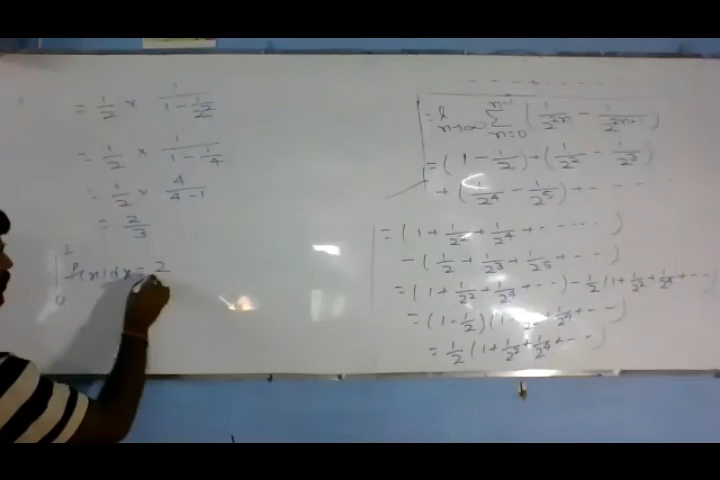 = 1/2 × 1/(1 - 1/2²)
= 1/2 × 1/(1 - 1/4)
= 1/2 × 4/(4-1)
= 2/3
∫₀¹ f(x)dx = 2
- - - + - - -
= l n→∞ Σ_{n=0}^{n-1} (1/2^{2n} - 1/2^{2n+1})
= (1 - 1/2) + (1/2² - 1/2³)
+ (1/2⁴ - 1/2⁵) + - - - -
= (1 + 1/2² + 1/2⁴ + - - - - -)
- (1/2 + 1/2³ + 1/2⁵ + - - -)
= (1 + 1/2² + 1/2⁴ + - - -) - 1/2 (1 + 1/2² + 1/2⁴ + - - -
= (1 - 1/2) (1 + 1/2⁴ + - - -)
= 1/2 (1 + 1/2² + 1/2⁴ + - - -)